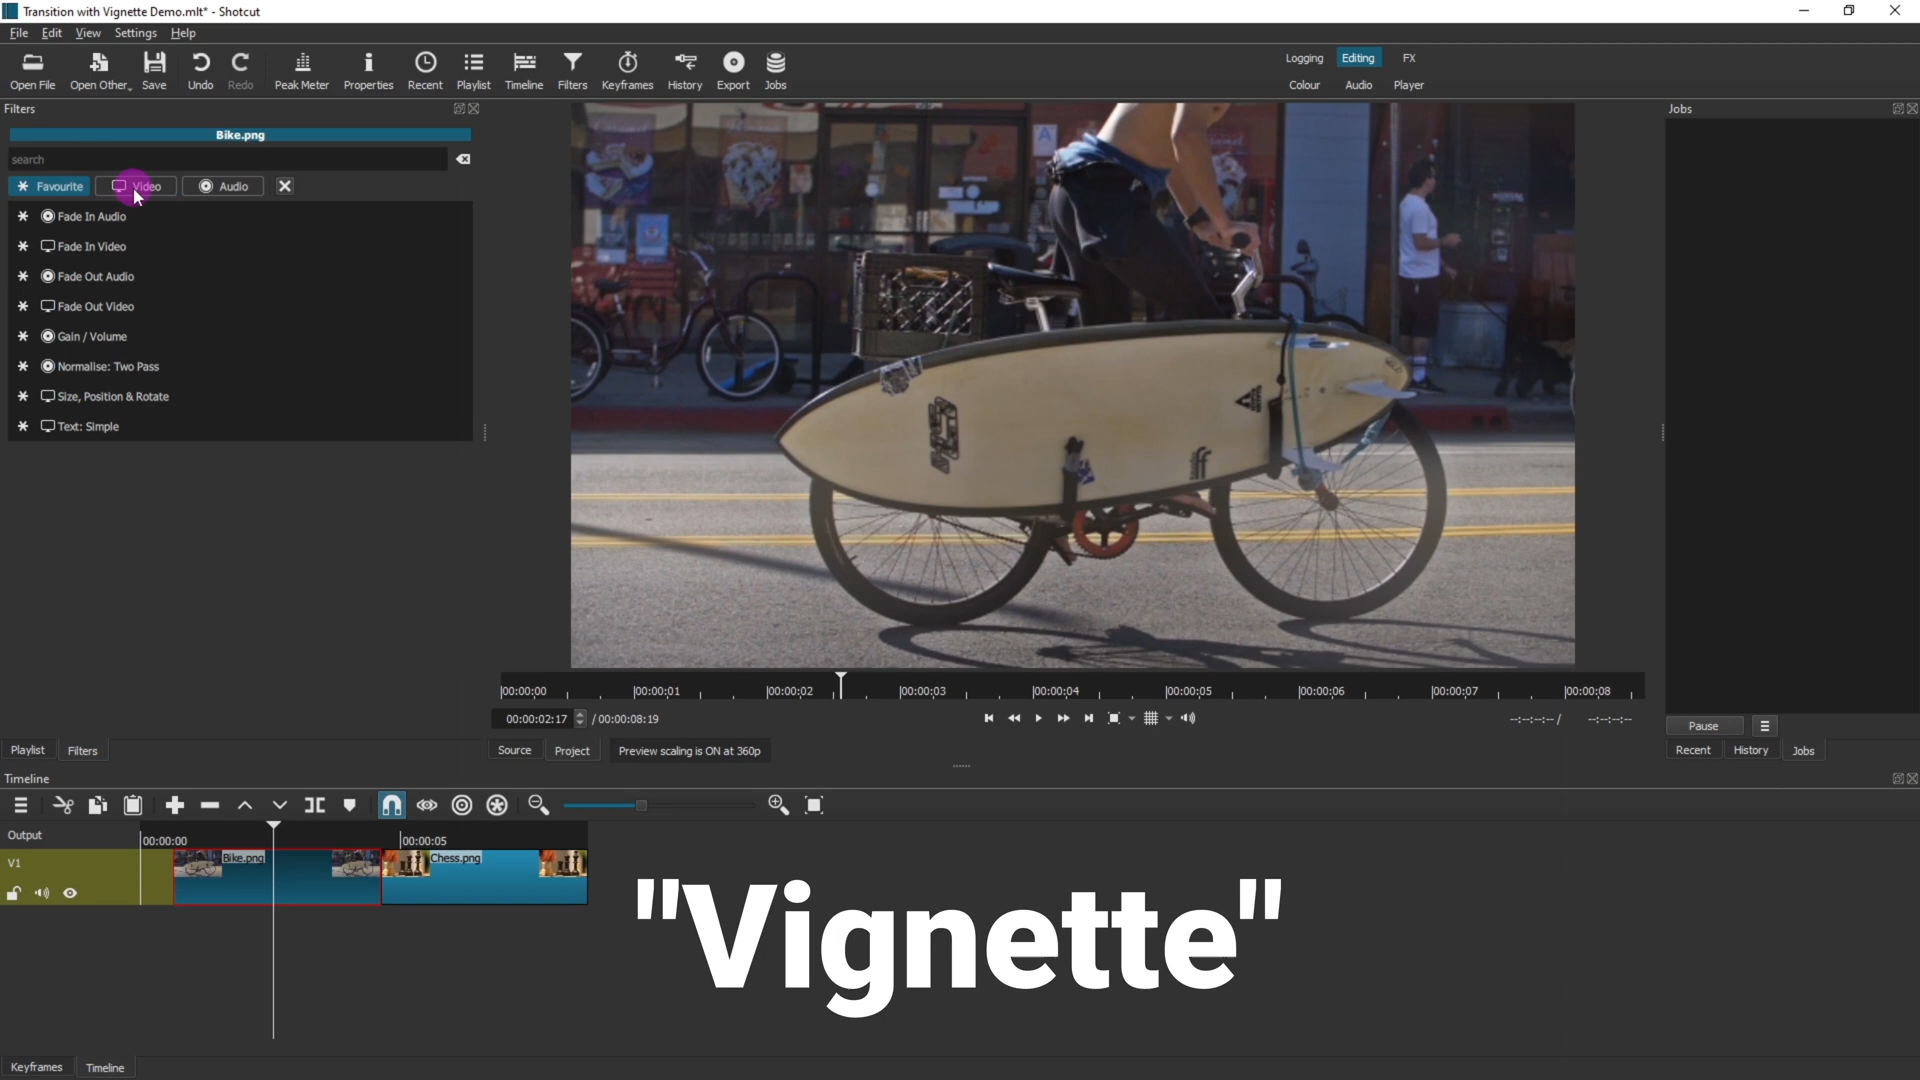 Transition with Vignette Demo.mlt* - Shotcut
File Edit View Settings Help
Open File Open Other... Save Undo Redo Peak Meter Properties Recent Playlist Timeline Filters Keyframes History Export Jobs
Logging Editing FX
Colour Audio Player
Filters
Bike.png
search
Favourite Video Audio
Fade In Audio
Fade In Video
Fade Out Audio
Fade Out Video
Gain / Volume
Normalise: Two Pass
Size, Position & Rotate
Text: Simple
Playlist Filters
A
00:00:00 00:00;01 00:00;02 00:00;03 00:00;04 00:00;05 00:00;06 00:00;07 00:00;08
00:00:02:17 / 00:00:08:19 --:--:--:-- / --:--:--:--
Source Project Preview scaling is ON at 360p
Jobs
Pause
Recent History Jobs
Timeline
Output
00:00:00 00:00:05
V1
Bike.png Chess.png
"Vignette"
Keyframes Timeline